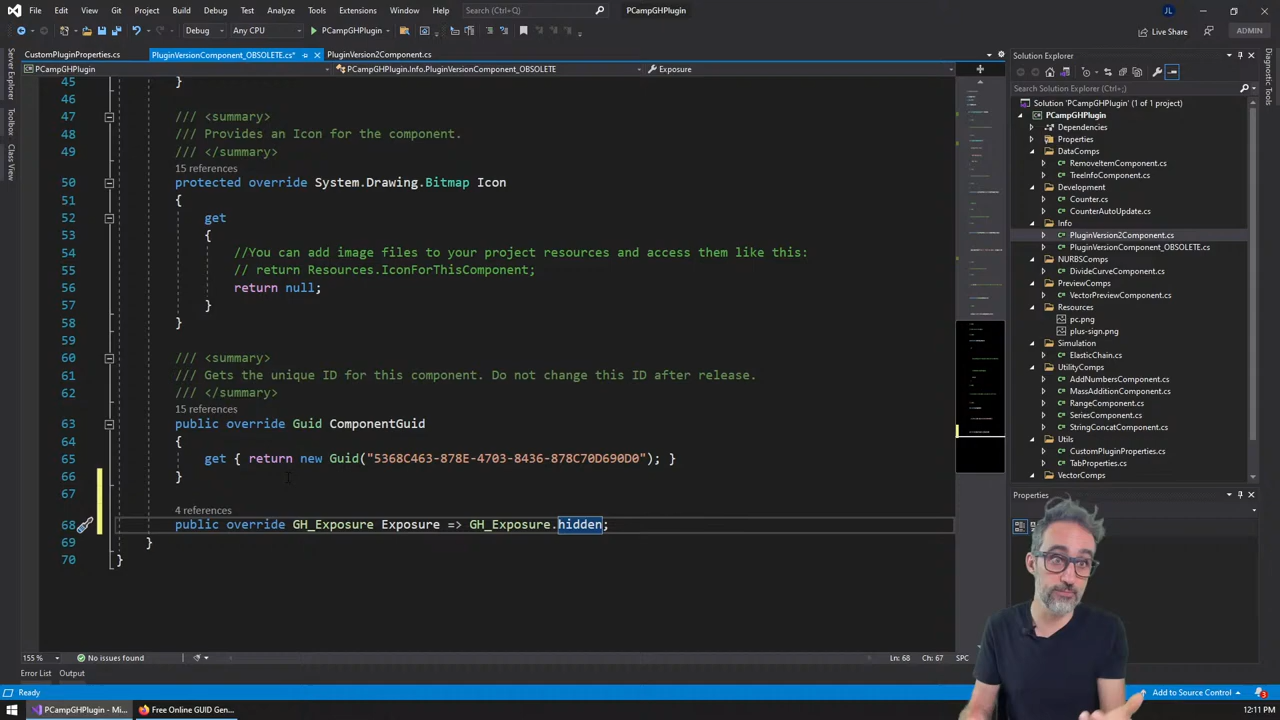 File Edit View Git Project Build Debug Test Analyze Tools Extensions Window Help Search (Ctrl+Q) PCampGHPlugin JL
Debug Any CPU PCampGHPlugin Live Share ADMIN
CustomPluginProperties.cs PluginVersionComponent_OBSOLETE.cs* PluginVersion2Component.cs
PCampGHPlugin PCampGHPlugin.Info.PluginVersionComponent_OBSOLETE Exposure
Server Explorer
Toolbox
Class View
45 }
46
47 /// <summary>
48 /// Provides an Icon for the component.
49 /// </summary>
15 references
50 protected override System.Drawing.Bitmap Icon
51 {
52 get
53 {
54 //You can add image files to your project resources and access them like this:
55 // return Resources.IconForThisComponent;
56 return null;
57 }
58 }
59
60 /// <summary>
61 /// Gets the unique ID for this component. Do not change this ID after release.
62 /// </summary>
15 references
63 public override Guid ComponentGuid
64 {
65 get { return new Guid("5368C463-878E-4703-8436-878C70D690D0"); }
66 }
67
4 references
68 public override GH_Exposure Exposure => GH_Exposure.hidden;
69 }
70 }
155 % No issues found Ln: 68 Ch: 67 SPC
Error List Output
Ready Add to Source Control 3
PCampGHPlugin - Mi... Free Online GUID Gen... 12:11 PM
Solution Explorer
Search Solution Explorer (Ctrl+;)
Solution 'PCampGHPlugin' (1 of 1 project)
PCampGHPlugin
Dependencies
Properties
DataComps
RemoveItemComponent.cs
TreeInfoComponent.cs
Development
Counter.cs
CounterAutoUpdate.cs
Info
PluginVersion2Component.cs
PluginVersionComponent_OBSOLETE.cs
NURBSComps
DivideCurveComponent.cs
PreviewComps
VectorPreviewComponent.cs
Resources
pc.png
plus-sign.png
Simulation
ElasticChain.cs
UtilityComps
AddNumbersComponent.cs
MassAdditionComponent.cs
RangeComponent.cs
SeriesComponent.cs
StringConcatComponent.cs
Utils
CustomPluginProperties.cs
TabProperties.cs
VectorComps
Properties
Diagnostic Tools